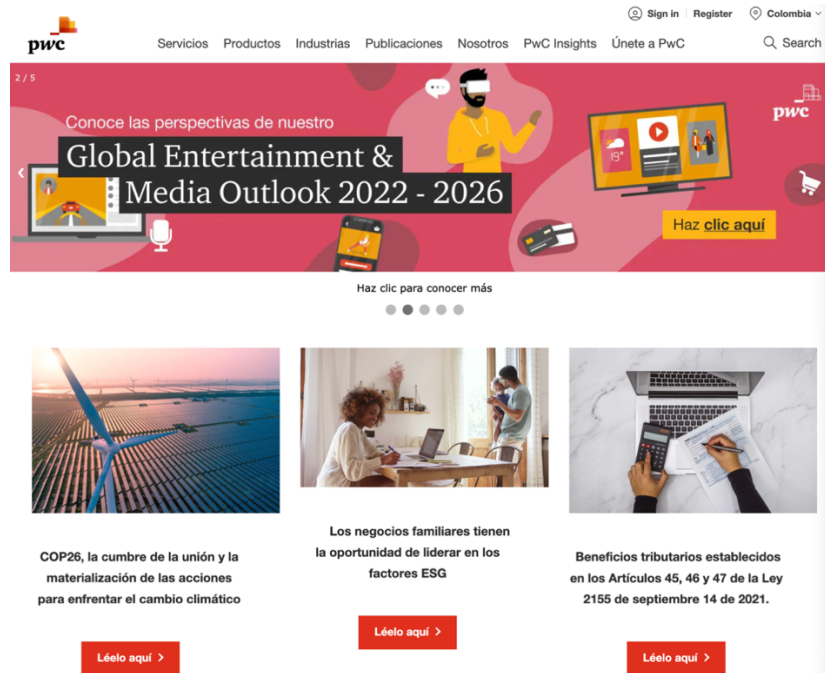 Sign in
Register
Colombia
pwc
Servicios
Productos
Industrias
Publicaciones
Nosotros
PwC Insights
Únete a PwC
Search
2 / 5
Conoce las perspectivas de nuestro
Global Entertainment &
Media Outlook 2022 - 2026
pwc
19°
Haz clic aquí
Haz clic para conocer más
COP26, la cumbre de la unión y la
materialización de las acciones
para enfrentar el cambio climático
Léelo aquí
Los negocios familiares tienen
la oportunidad de liderar en los
factores ESG
Léelo aquí
Beneficios tributarios establecidos
en los Artículos 45, 46 y 47 de la Ley
2155 de septiembre 14 de 2021.
Léelo aquí